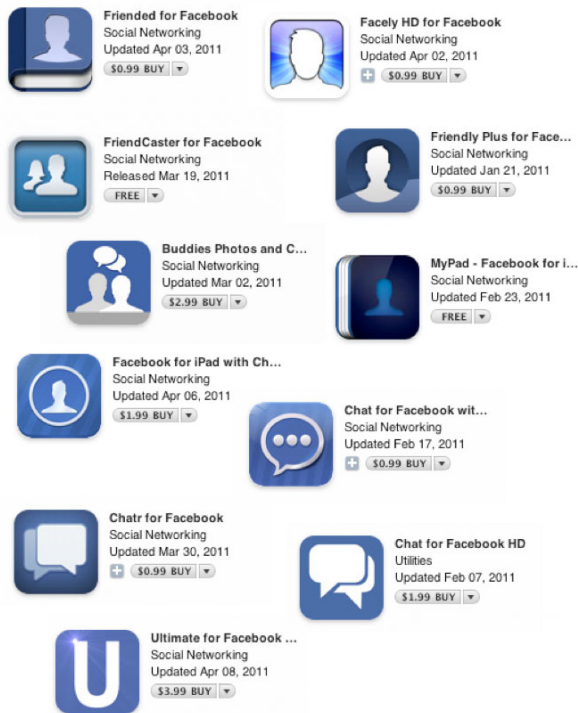 Friended for Facebook
Social Networking
Updated Apr 03, 2011
$0.99 BUY
Facely HD for Facebook
Social Networking
Updated Apr 02, 2011
$0.99 BUY
FriendCaster for Facebook
Social Networking
Released Mar 19, 2011
FREE
Friendly Plus for Face...
Social Networking
Updated Jan 21, 2011
$0.99 BUY
Buddies Photos and C...
Social Networking
Updated Mar 02, 2011
$2.99 BUY
MyPad - Facebook for i...
Social Networking
Updated Feb 23, 2011
FREE
Facebook for iPad with Ch...
Social Networking
Updated Apr 06, 2011
$1.99 BUY
Chat for Facebook wit...
Social Networking
Updated Feb 17, 2011
$0.99 BUY
Chatr for Facebook
Social Networking
Updated Mar 30, 2011
$0.99 BUY
Chat for Facebook HD
Utilities
Updated Feb 07, 2011
$1.99 BUY
U
Ultimate for Facebook ...
Social Networking
Updated Apr 08, 2011
$3.99 BUY